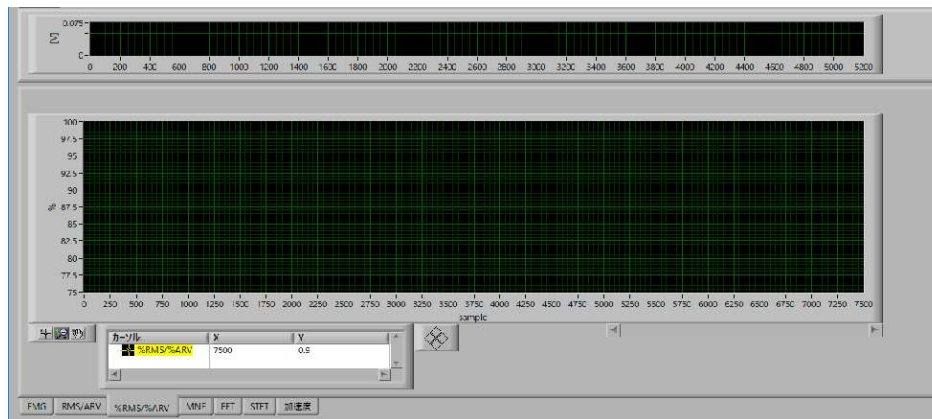 0.075
[V]
0
0 200 400 600 800 1000 1200 1400 1600 1800 2000 2200 2400 2600 2800 3000 3200 3400 3600 3800 4000 4200 4400 4600 4800 5000 5200
100
97.5
95
92.5
90
% 87.5
85
82.5
80
77.5
75
0 250 500 750 1000 1250 1500 1750 2000 2250 2500 2750 3000 3250 3500 3750 4000 4250 4500 4750 5000 5250 5500 5750 6000 6250 6500 6750 7000 7250 7500
sample
カーソル X Y
%RMS/%ARV 7500 0.9
EMG RMS/ARV %RMS/%ARV MNF FFT STFT 加速度